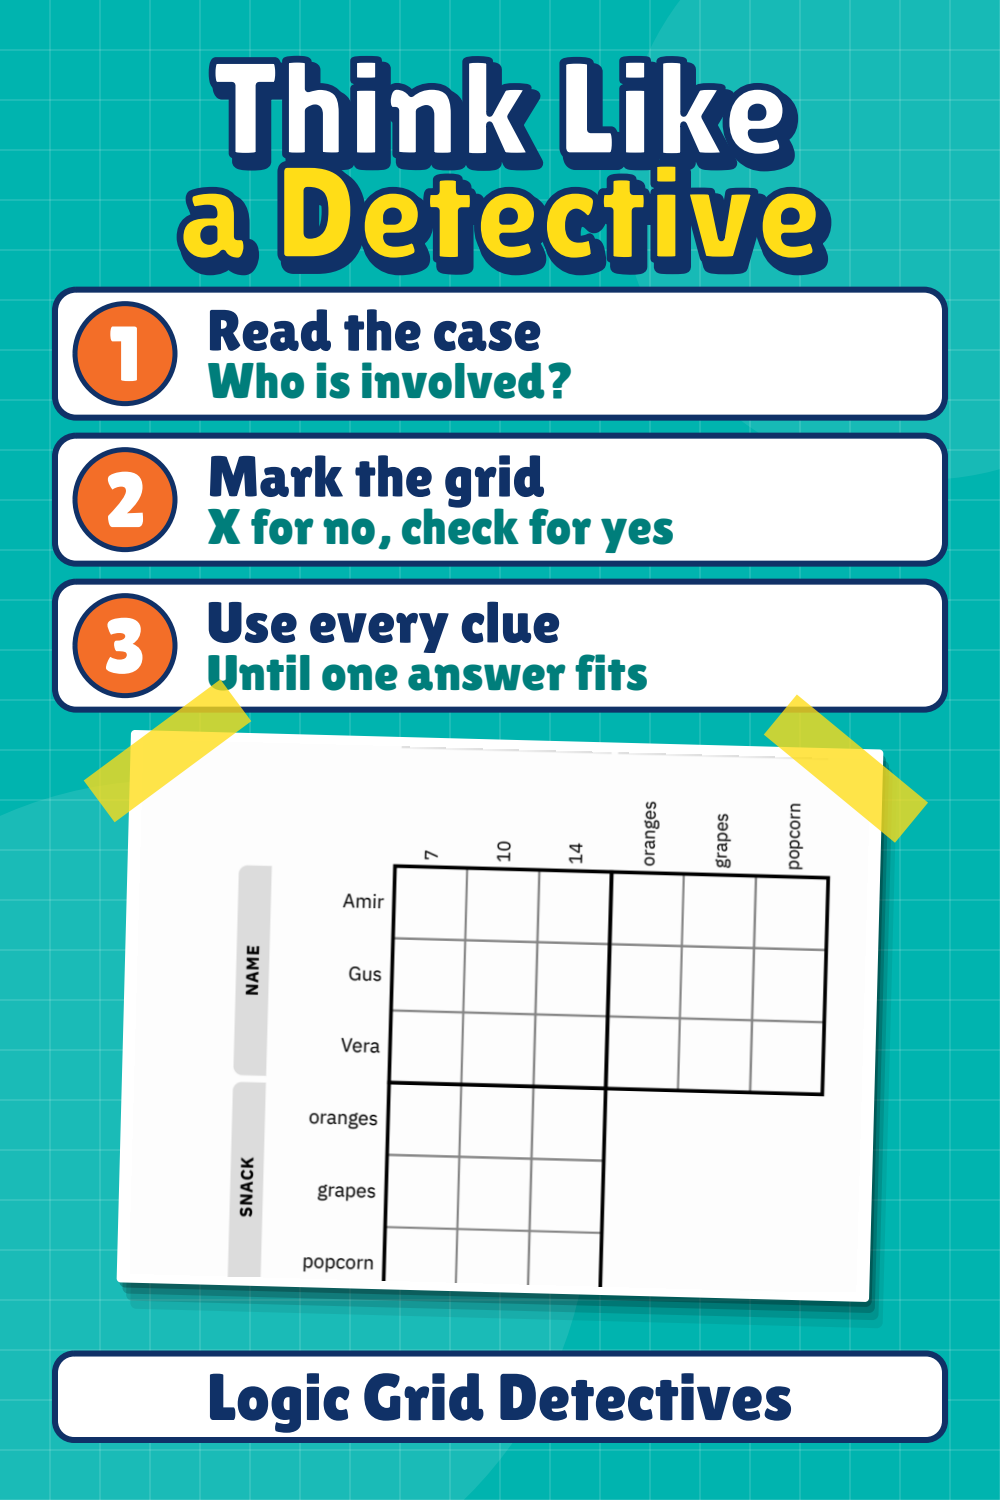 Think Like
a Detective
1
Read the case
Who is involved?
2
Mark the grid
X for no, check for yes
3
Use every clue
Until one answer fits
7 10 14 oranges grapes popcorn
NAME
Amir
Gus
Vera
SNACK
oranges
grapes
popcorn
Logic Grid Detectives